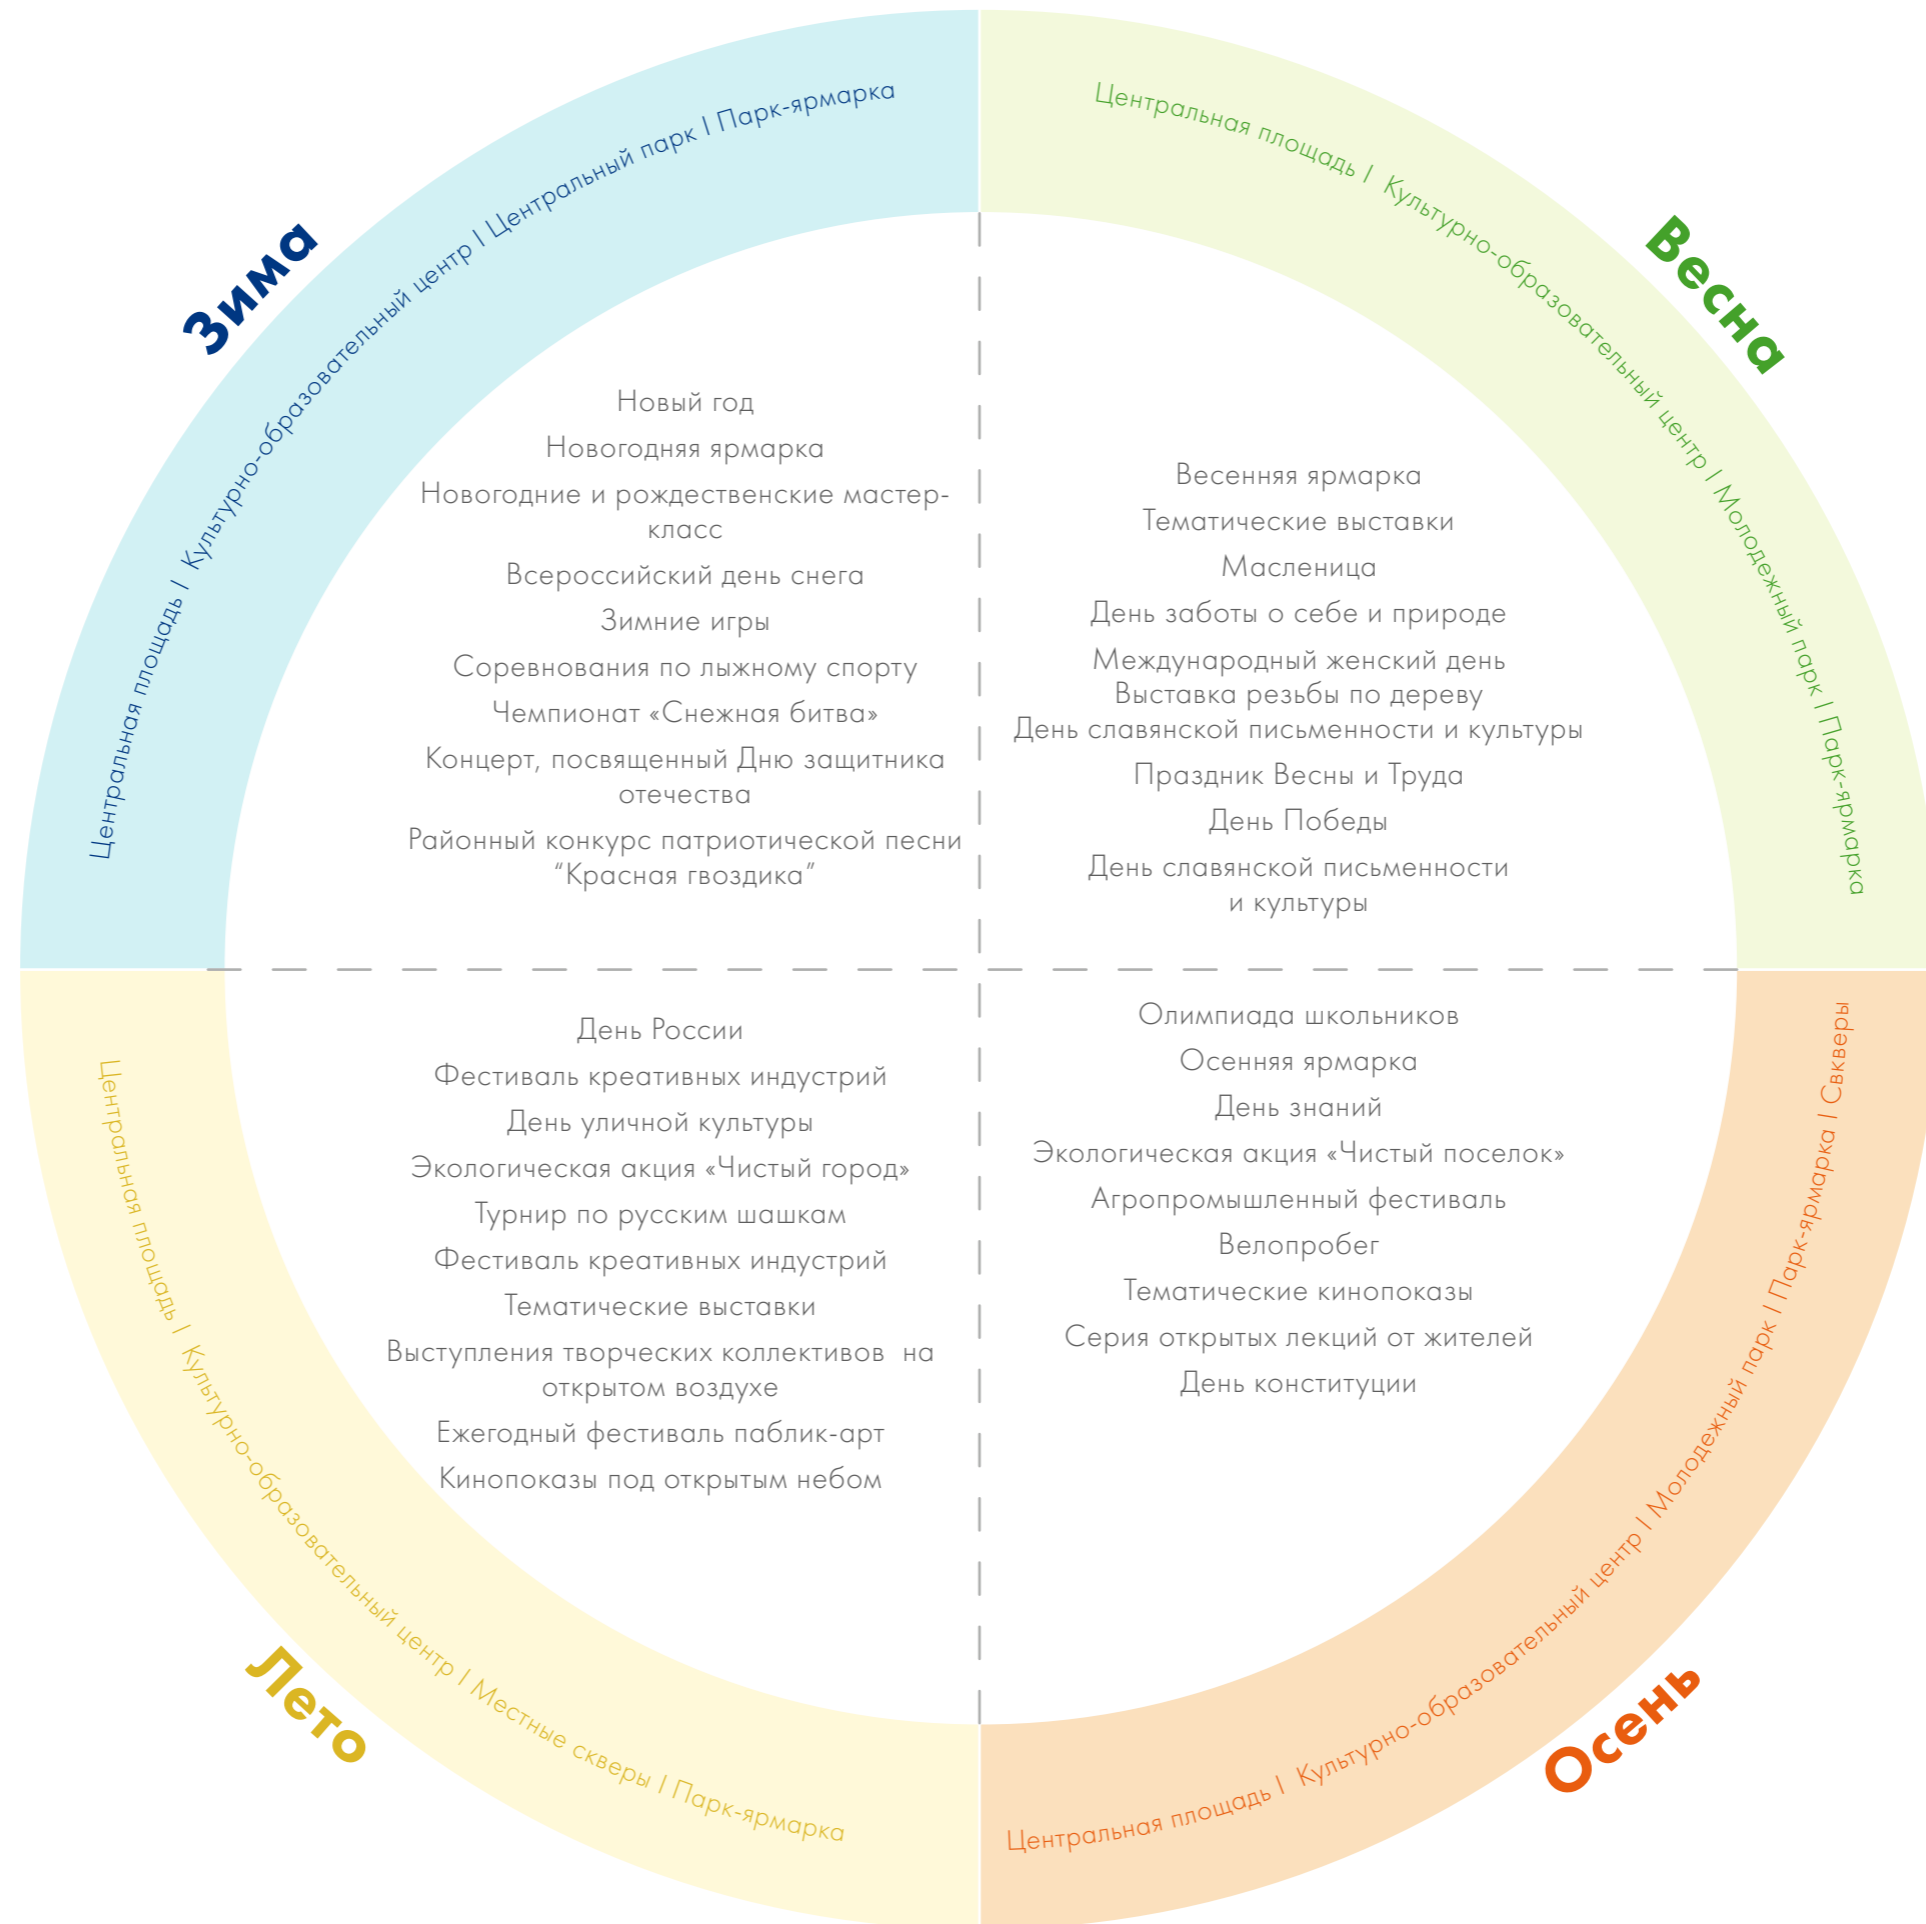 Зима
Центральная площадь I Культурно-образовательный центр I Центральный парк I Парк-ярмарка
Новый год
Новогодняя ярмарка
Новогодние и рождественские мастер-
класс
Всероссийский день снега
Зимние игры
Соревнования по лыжному спорту
Чемпионат «Снежная битва»
Концерт, посвященный Дню защитника
отечества
Районный конкурс патриотической песни
“Красная гвоздика”
Весна
Центральная площадь I Культурно-образовательный центр I Молодежный парк I Парк-ярмарка
Весенняя ярмарка
Тематические выставки
Масленица
День заботы о себе и природе
Международный женский день
Выставка резьбы по дереву
День славянской письменности и культуры
Праздник Весны и Труда
День Победы
День славянской письменности
и культуры
Лето
Центральная площадь I Культурно-образовательный центр I Местные скверы I Парк-ярмарка
День России
Фестиваль креативных индустрий
День уличной культуры
Экологическая акция «Чистый город»
Турнир по русским шашкам
Фестиваль креативных индустрий
Тематические выставки
Выступления творческих коллективов на
открытом воздухе
Ежегодный фестиваль паблик-арт
Кинопоказы под открытым небом
Осень
Центральная площадь I Культурно-образовательный центр I Молодежный парк I Парк-ярмарка I Свкверы
Олимпиада школьников
Осенняя ярмарка
День знаний
Экологическая акция «Чистый поселок»
Агропромышленный фестиваль
Велопробег
Тематические кинопоказы
Серия открытых лекций от жителей
День конституции